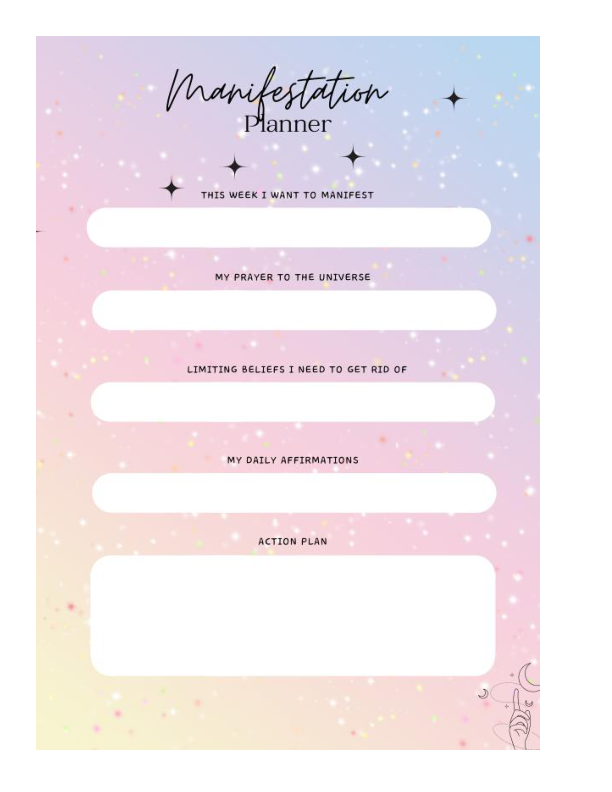 Manifestation
Planner
THIS WEEK I WANT TO MANIFEST
MY PRAYER TO THE UNIVERSE
LIMITING BELIEFS I NEED TO GET RID OF
MY DAILY AFFIRMATIONS
ACTION PLAN